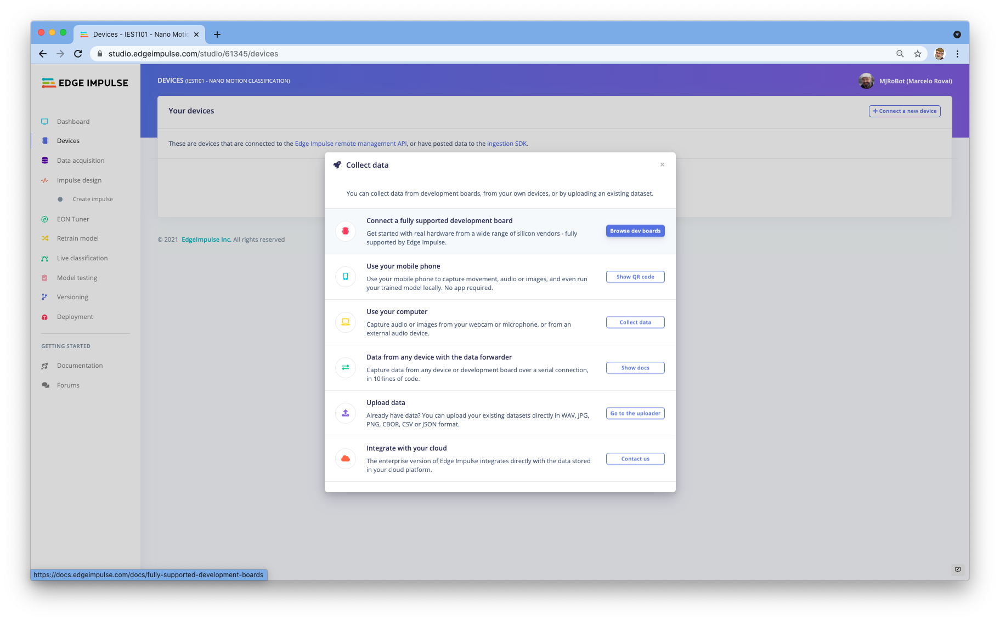 Devices - IESTI01 - Nano Motic
studio.edgeimpulse.com/studio/61345/devices
EDGE IMPULSE
DEVICES (IESTI01 - NANO MOTION CLASSIFICATION)
MJRoBot (Marcelo Rovai)
Your devices
+ Connect a new device
These are devices that are connected to the Edge Impulse remote management API, or have posted data to the ingestion SDK.
Dashboard
Devices
Data acquisition
Impulse design
Create impulse
EON Tuner
Retrain model
Live classification
Model testing
Versioning
Deployment
GETTING STARTED
Documentation
Forums
© 2021 EdgeImpulse Inc. All rights reserved
Collect data
×
You can collect data from development boards, from your own devices, or by uploading an existing dataset.
Connect a fully supported development board
Get started with real hardware from a wide range of silicon vendors - fully
supported by Edge Impulse.
Browse dev boards
Use your mobile phone
Use your mobile phone to capture movement, audio or images, and even run
your trained model locally. No app required.
Show QR code
Use your computer
Capture audio or images from your webcam or microphone, or from an
external audio device.
Collect data
Data from any device with the data forwarder
Capture data from any device or development board over a serial connection,
in 10 lines of code.
Show docs
Upload data
Already have data? You can upload your existing datasets directly in WAV, JPG,
PNG, CBOR, CSV or JSON format.
Go to the uploader
Integrate with your cloud
The enterprise version of Edge Impulse integrates directly with the data stored
in your cloud platform.
Contact us
https://docs.edgeimpulse.com/docs/fully-supported-development-boards